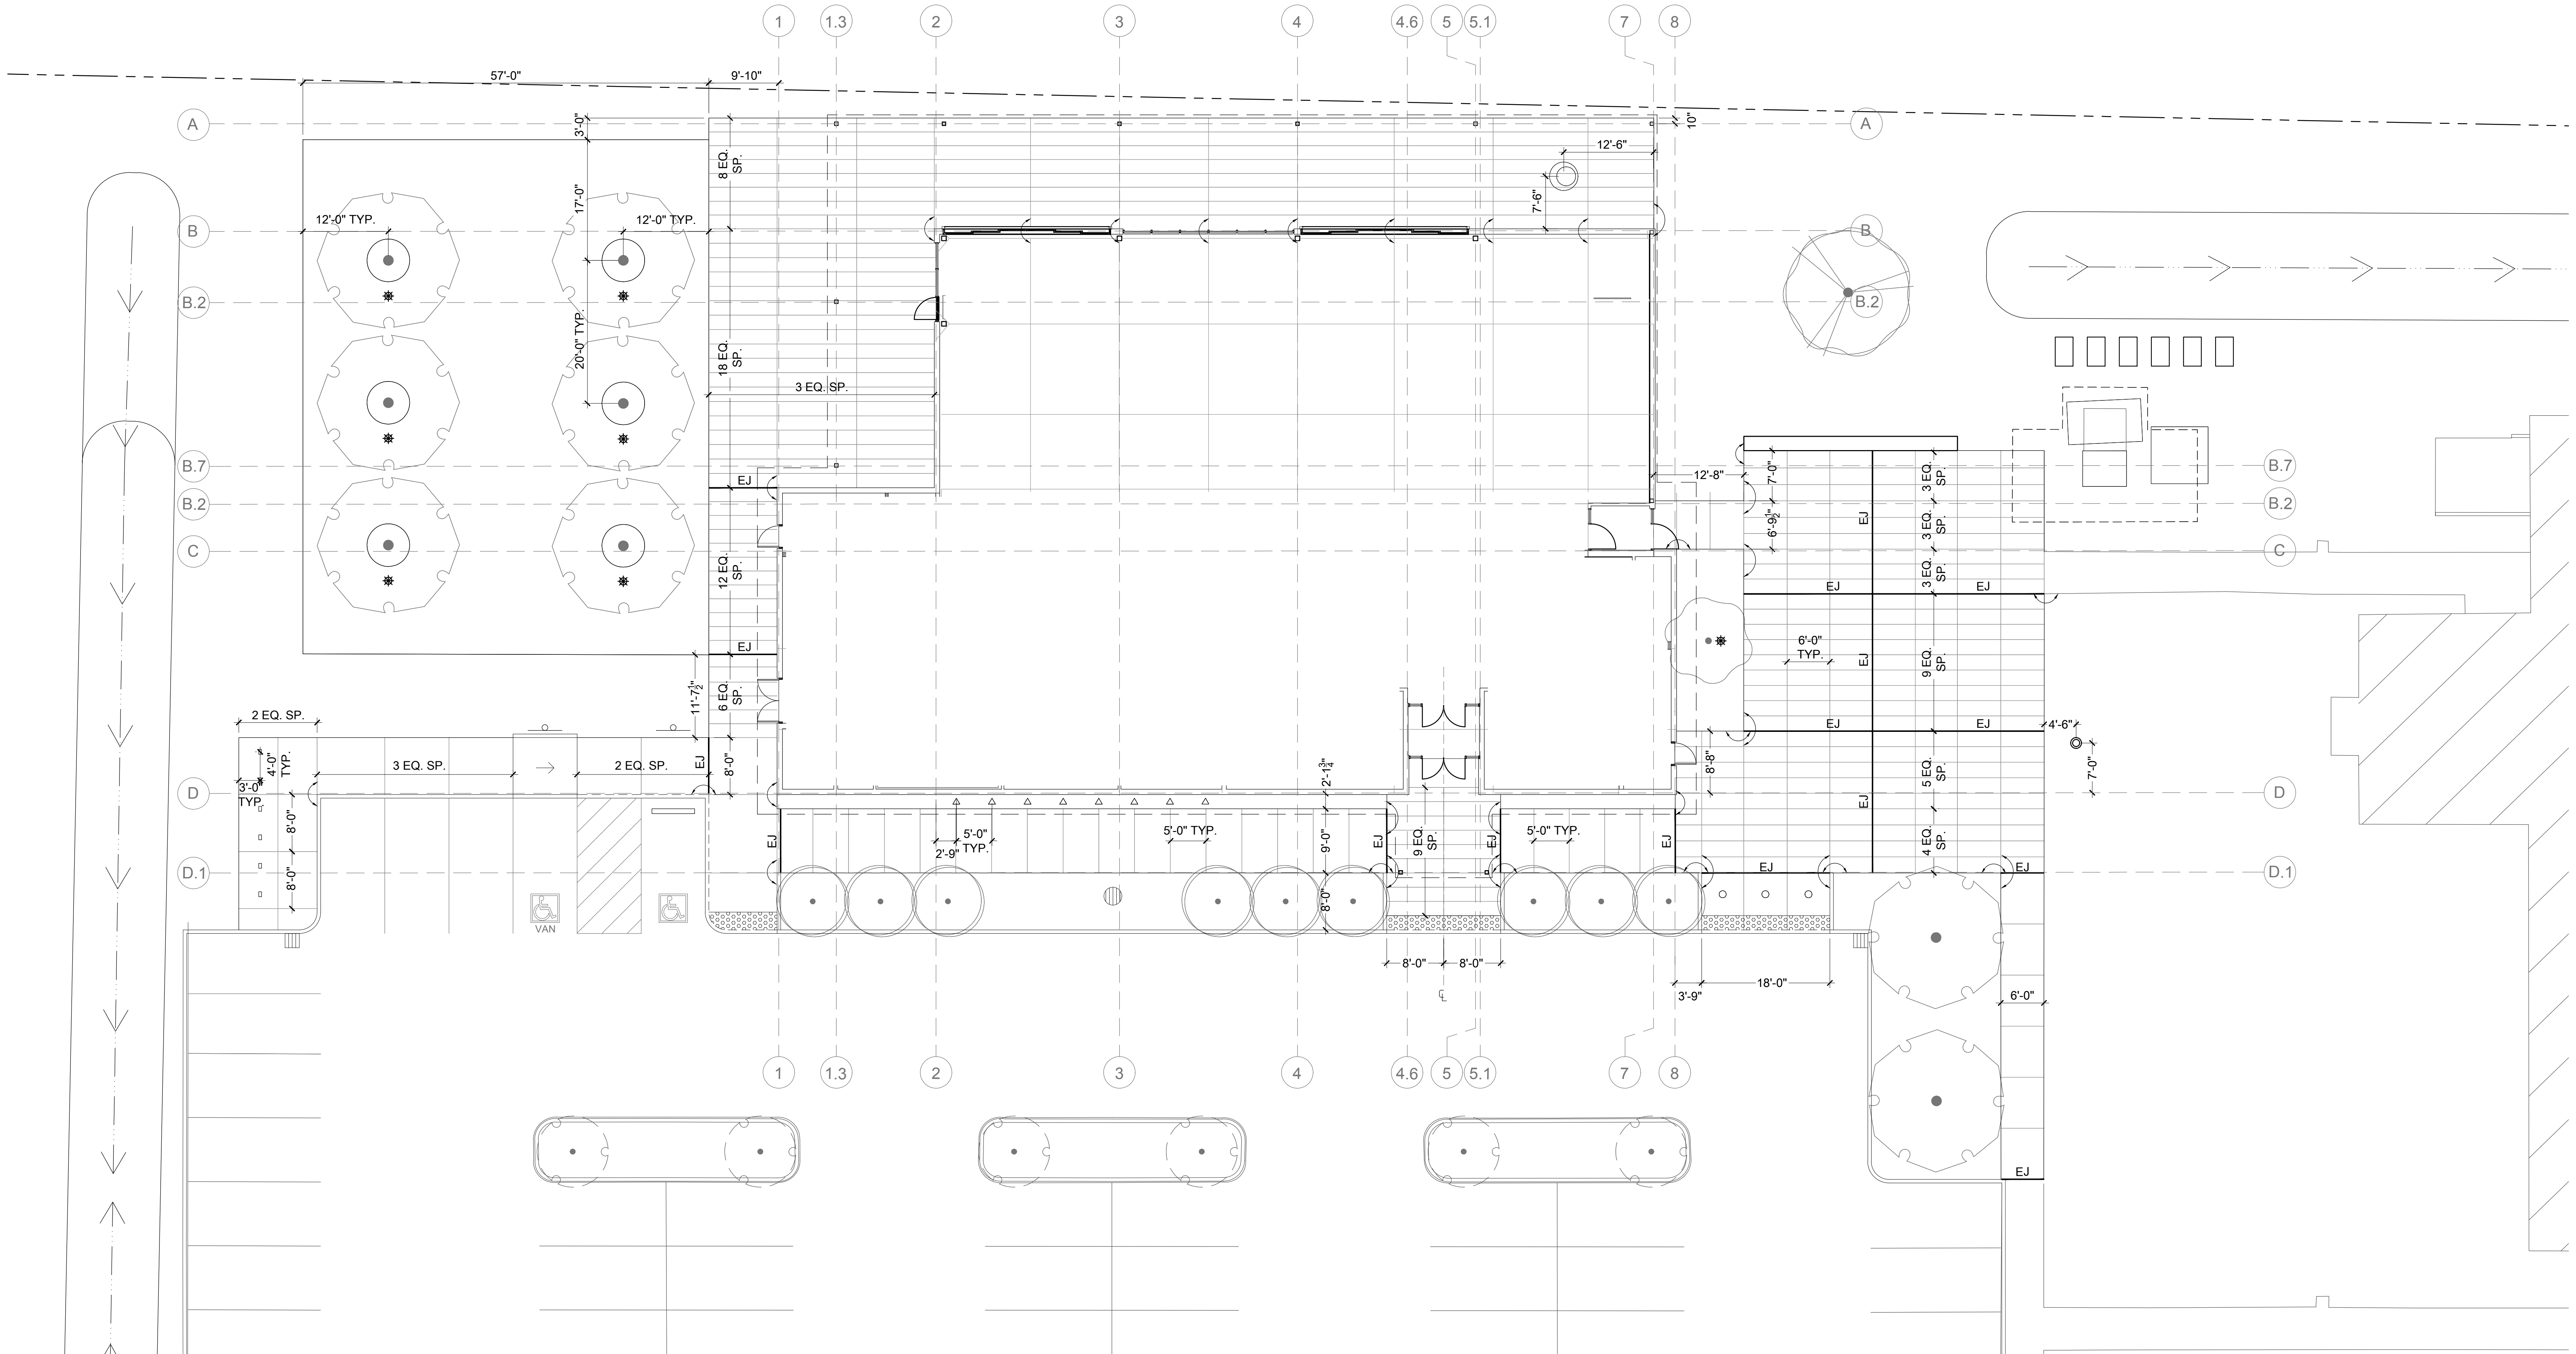 1 1.3 2 3 4 4.6 5 5.1 7 8
57'-0" 9'-10"
A 3'-0" 10" A
8 EQ. SP. 12'-6"
17'-0" 7'-6"
12'-0" TYP. 12'-0" TYP.
B B
B.2 B.2
20'-0" TYP.
18 EQ. SP.
3 EQ. SP.
B.7 EJ 12'-8" 7'-0" 3 EQ. SP. B.7
B.2 6'-9 1/2" EJ 3 EQ. SP. B.2
C 12 EQ. SP. 3 EQ. SP. C
EJ EJ
EJ 6'-0" TYP. EJ 9 EQ. SP.
11'-7 1/2" 6 EQ. SP.
2 EQ. SP. EJ EJ 4'-6"
4'-0" TYP. 3 EQ. SP. 2 EQ. SP. EJ 8'-0" 2'-1 3/4" 8'-8" 5 EQ. SP. 7'-0"
3'-0" TYP.
D D
8'-0" EJ 2'-9" 5'-0" TYP. 5'-0" TYP. 9'-0" EJ 9 EQ. SP. EJ 5'-0" TYP. EJ EJ 4 EQ. SP.
D.1 8'-0" EJ EJ D.1
8'-0"
VAN
8'-0" 8'-0"
3'-9" 18'-0"
CL
6'-0"
1 1.3 2 3 4 4.6 5 5.1 7 8
EJ